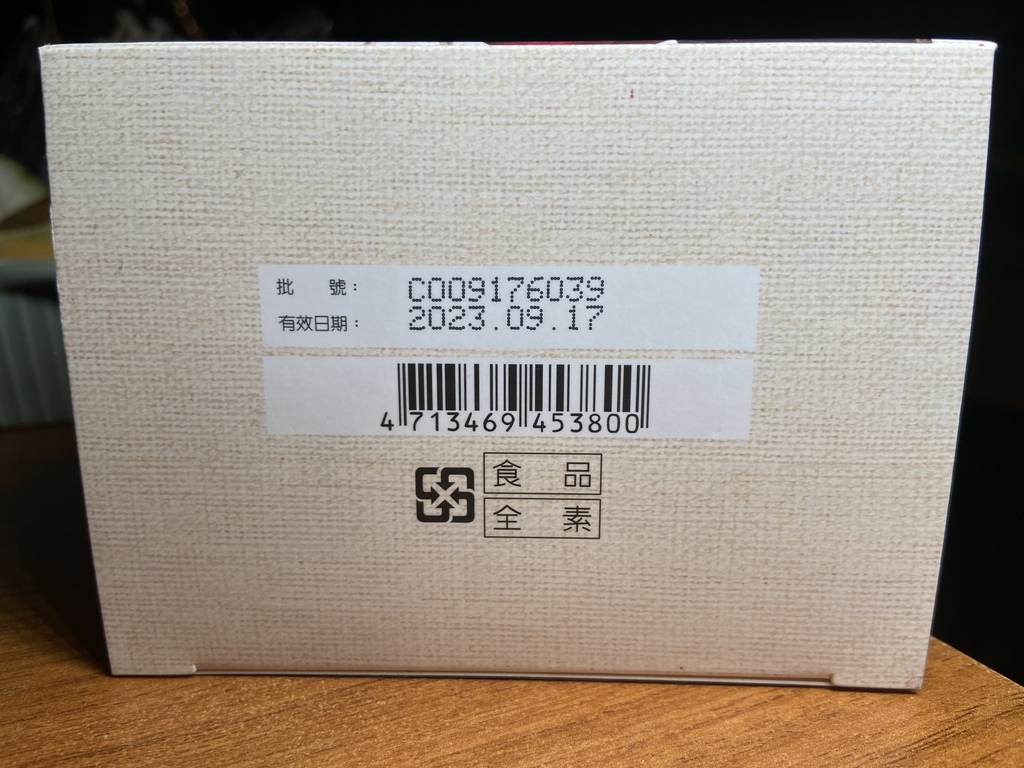 批　　號： C009176039
有效日期： 2023.09.17
4 713469 453800
食　品
全　素